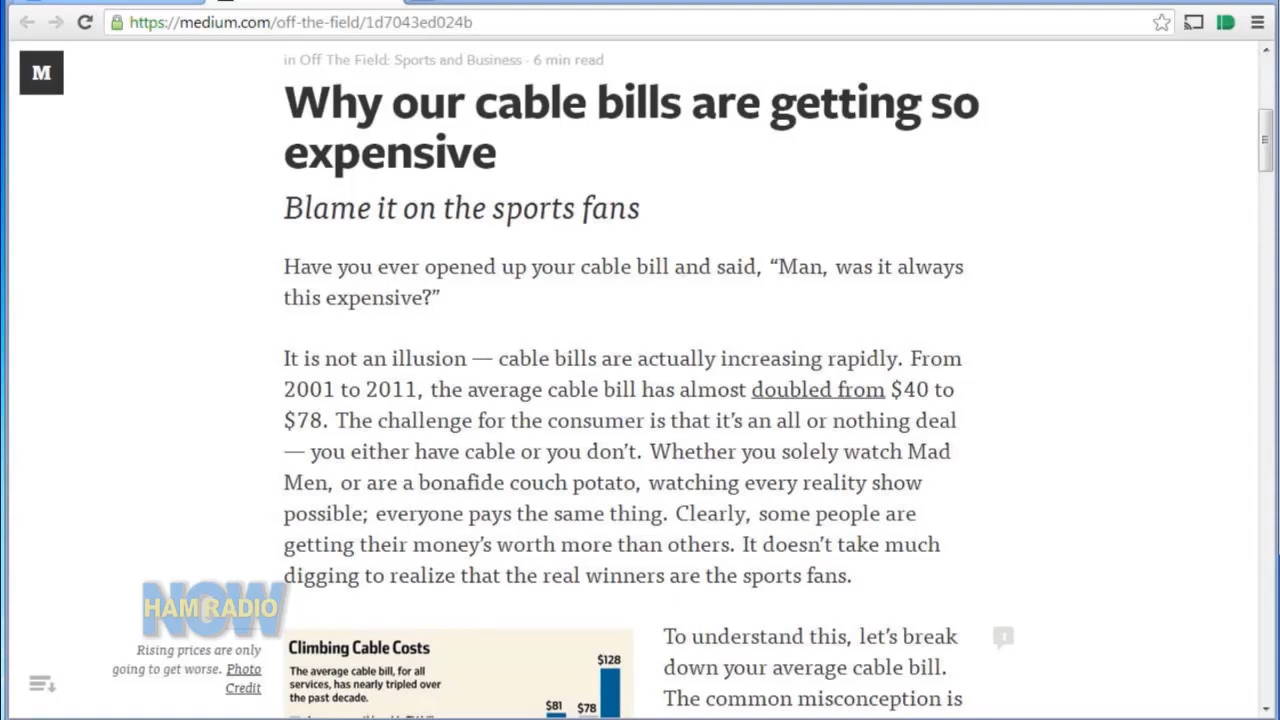 https://medium.com/off-the-field/1d7043ed024b
M
in Off The Field: Sports and Business · 6 min read
Why our cable bills are getting so
expensive
Blame it on the sports fans
Have you ever opened up your cable bill and said, “Man, was it always
this expensive?”
It is not an illusion — cable bills are actually increasing rapidly. From
2001 to 2011, the average cable bill has almost doubled from $40 to
$78. The challenge for the consumer is that it’s an all or nothing deal
— you either have cable or you don’t. Whether you solely watch Mad
Men, or are a bonafide couch potato, watching every reality show
possible; everyone pays the same thing. Clearly, some people are
getting their money’s worth more than others. It doesn’t take much
digging to realize that the real winners are the sports fans.
NOW
HAM RADIO
Rising prices are only
going to get worse. Photo
Credit
Climbing Cable Costs
The average cable bill, for all
services, has nearly tripled over
the past decade.
$81
$78
$128
To understand this, let’s break
down your average cable bill.
The common misconception is